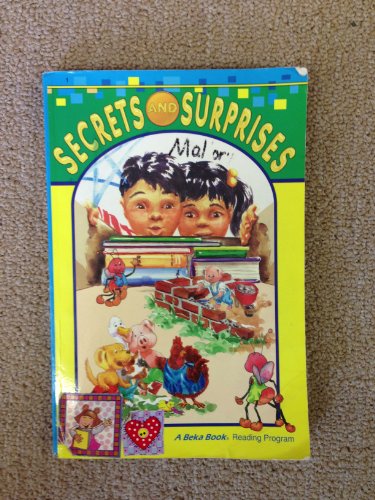 SECRETS AND SURPRISES
A Beka Book® Reading Program